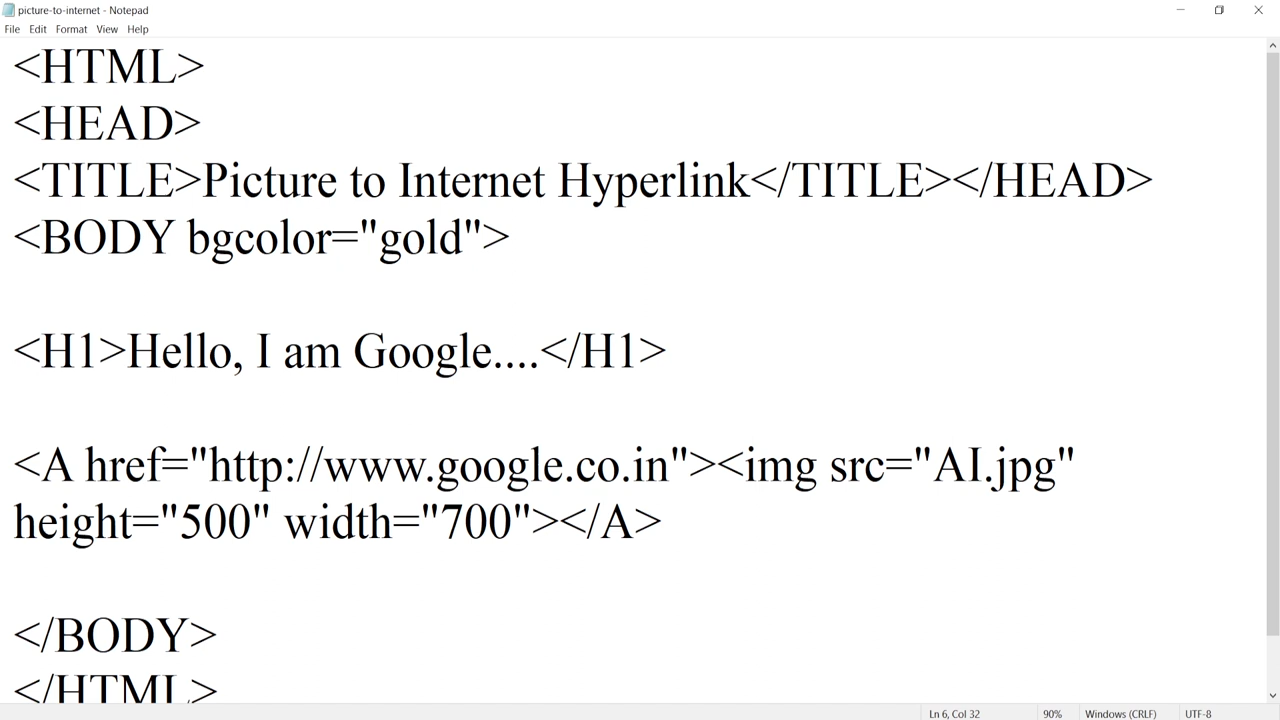 picture-to-internet - Notepad
File Edit Format View Help
<HTML>
<HEAD>
<TITLE>Picture to Internet Hyperlink</TITLE></HEAD>
<BODY bgcolor="gold">
<H1>Hello, I am Google....</H1>
<A href="http://www.google.co.in"><img src="AI.jpg"
height="500" width="700"></A>
</BODY>
</HTML>
Ln 6, Col 32 90% Windows (CRLF) UTF-8